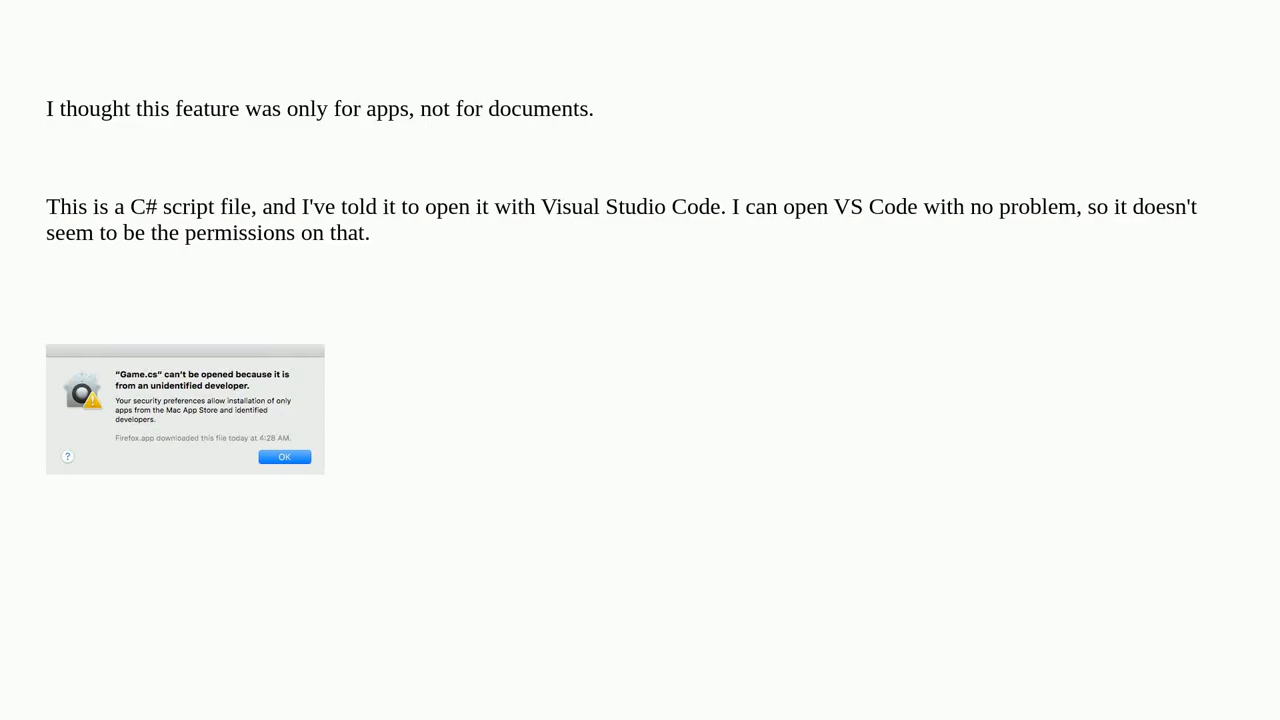 I thought this feature was only for apps, not for documents.
This is a C# script file, and I've told it to open it with Visual Studio Code. I can open VS Code with no problem, so it doesn't
seem to be the permissions on that.
“Game.cs” can’t be opened because it is
from an unidentified developer.
Your security preferences allow installation of only
apps from the Mac App Store and identified
developers.
Firefox.app downloaded this file today at 4:28 AM.
?
OK